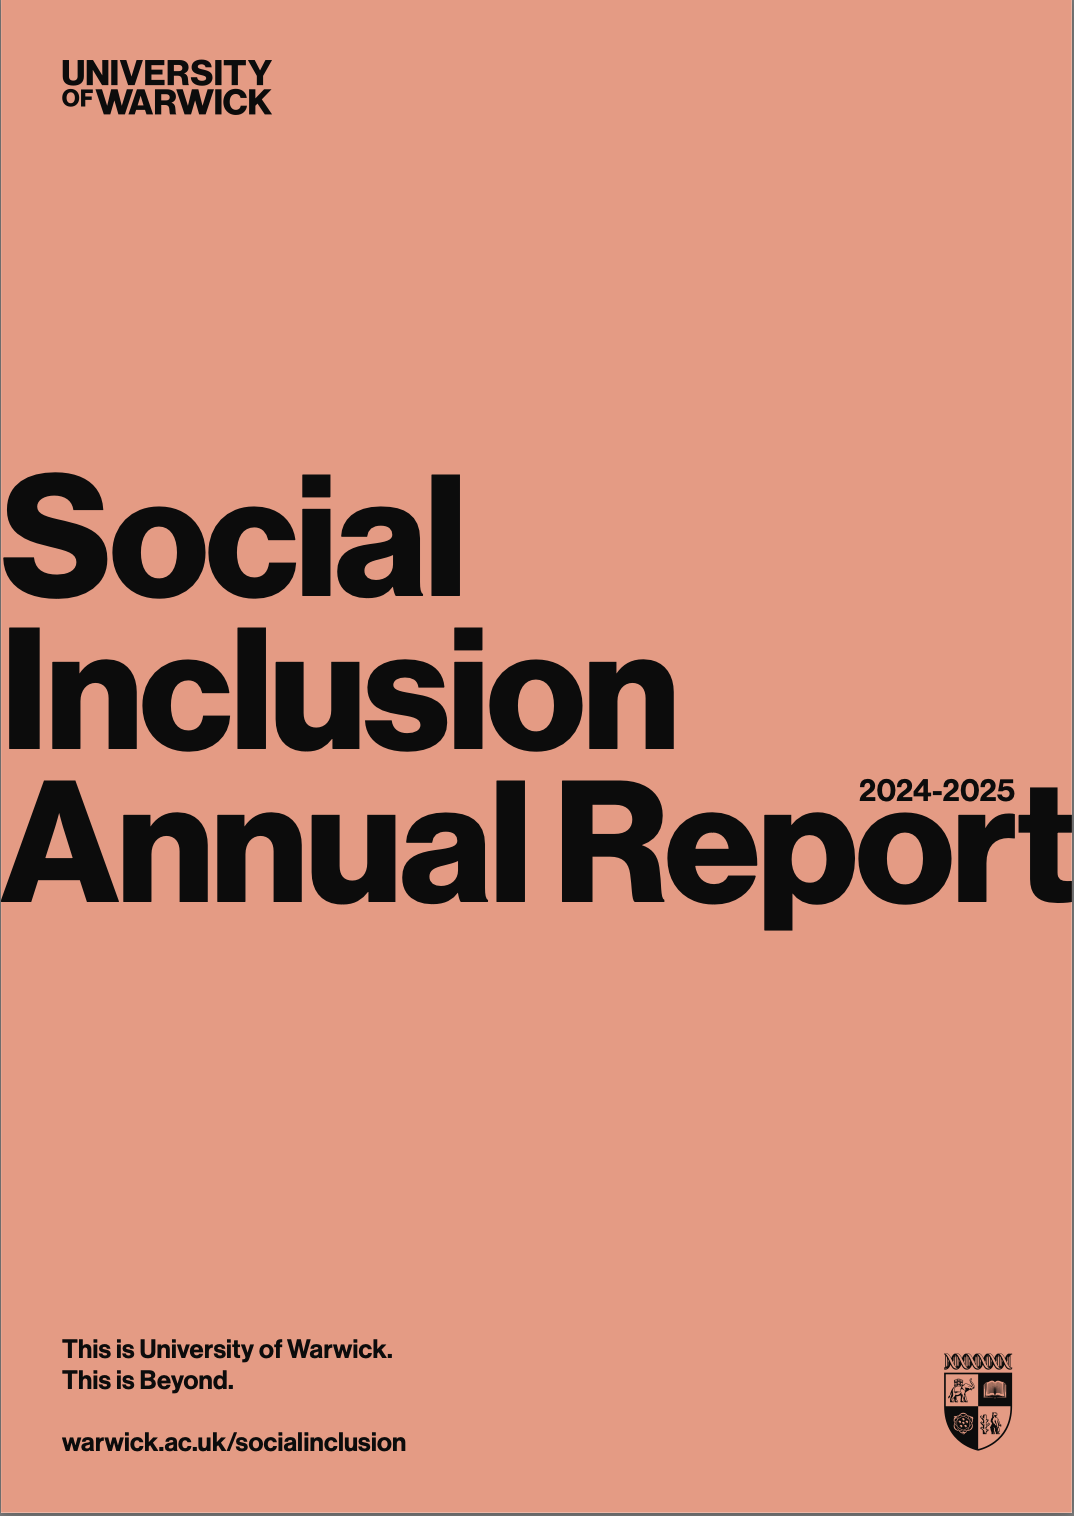 UNIVERSITY
OF WARWICK
Social
Inclusion
Annual Report
2024-2025
This is University of Warwick.
This is Beyond.
warwick.ac.uk/socialinclusion